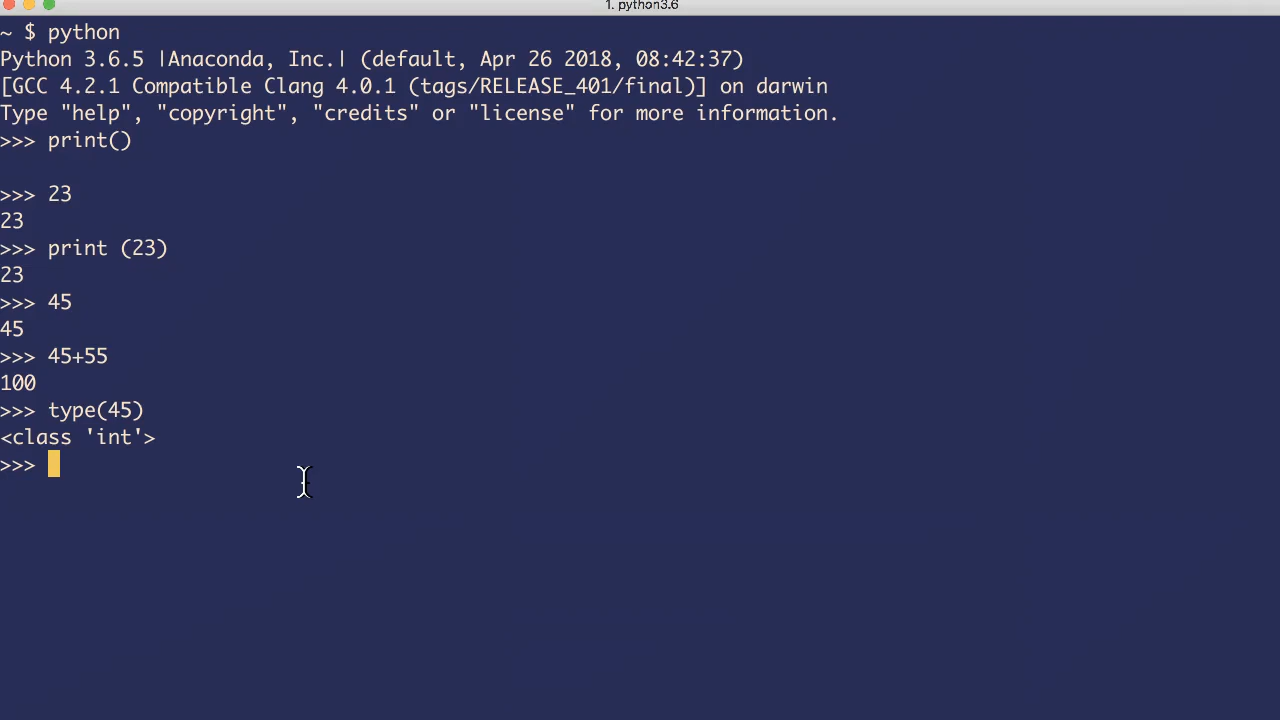 1. python3.6
~ $ python
Python 3.6.5 |Anaconda, Inc.| (default, Apr 26 2018, 08:42:37)
[GCC 4.2.1 Compatible Clang 4.0.1 (tags/RELEASE_401/final)] on darwin
Type "help", "copyright", "credits" or "license" for more information.
>>> print()
>>> 23
23
>>> print (23)
23
>>> 45
45
>>> 45+55
100
>>> type(45)
<class 'int'>
>>>